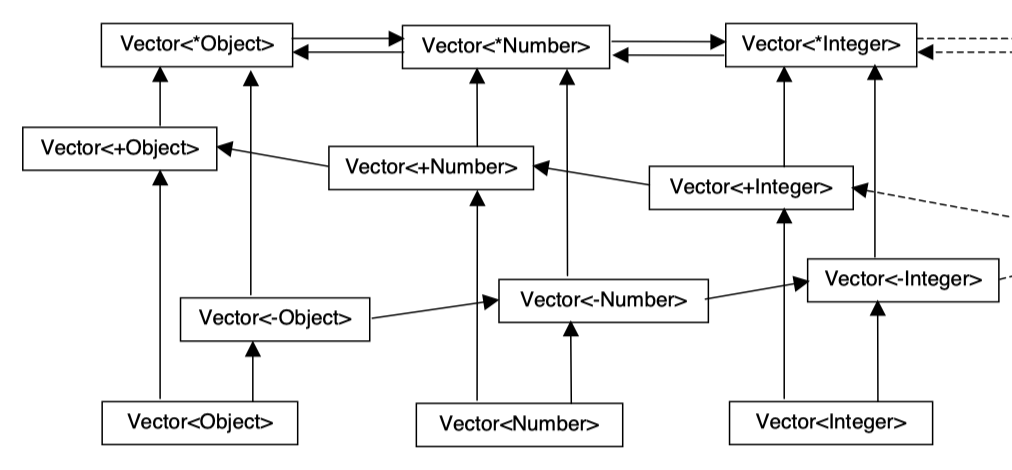 Vector<*Object>
Vector<*Number>
Vector<*Integer>
Vector<+Object>
Vector<+Number>
Vector<+Integer>
Vector<-Integer>
Vector<-Number>
Vector<-Object>
Vector<Object>
Vector<Number>
Vector<Integer>